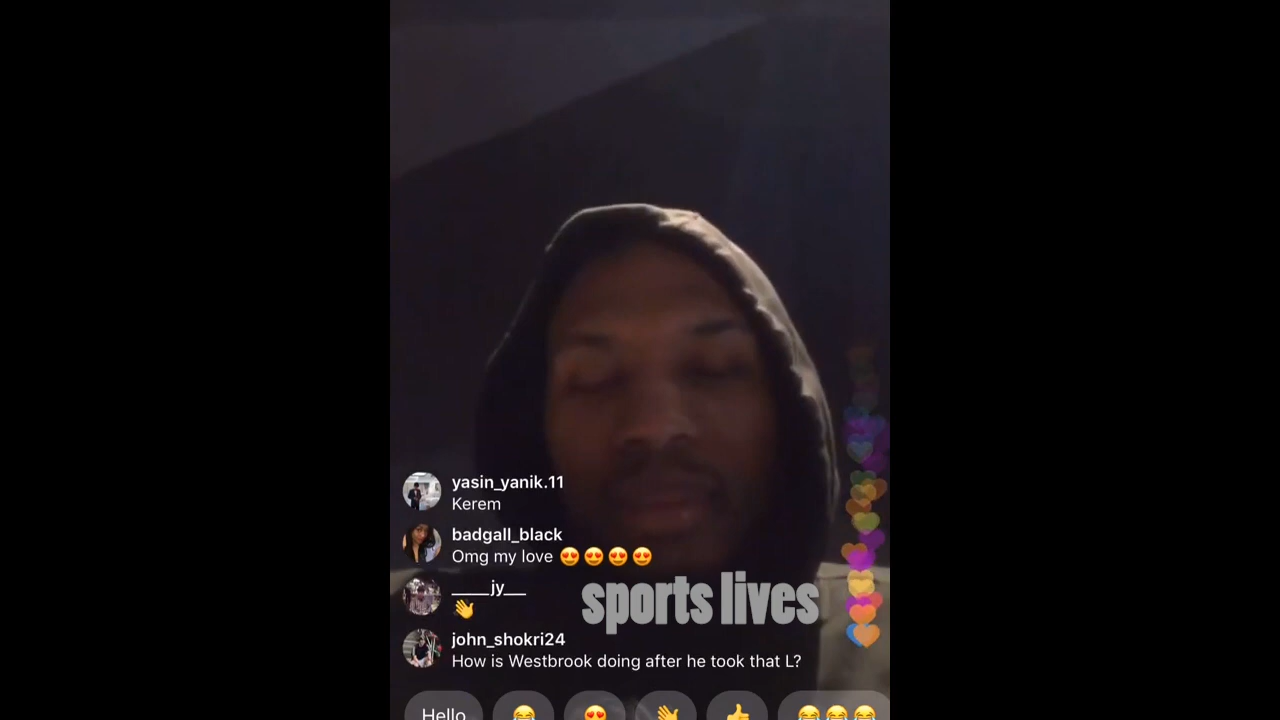 yasin_yanik.11
Kerem
badgall_black
Omg my love 😍😍😍😍
____jy___
👋
sports lives
john_shokri24
How is Westbrook doing after he took that L?
Hello 😂 😍 👋 👍 😂😂😂